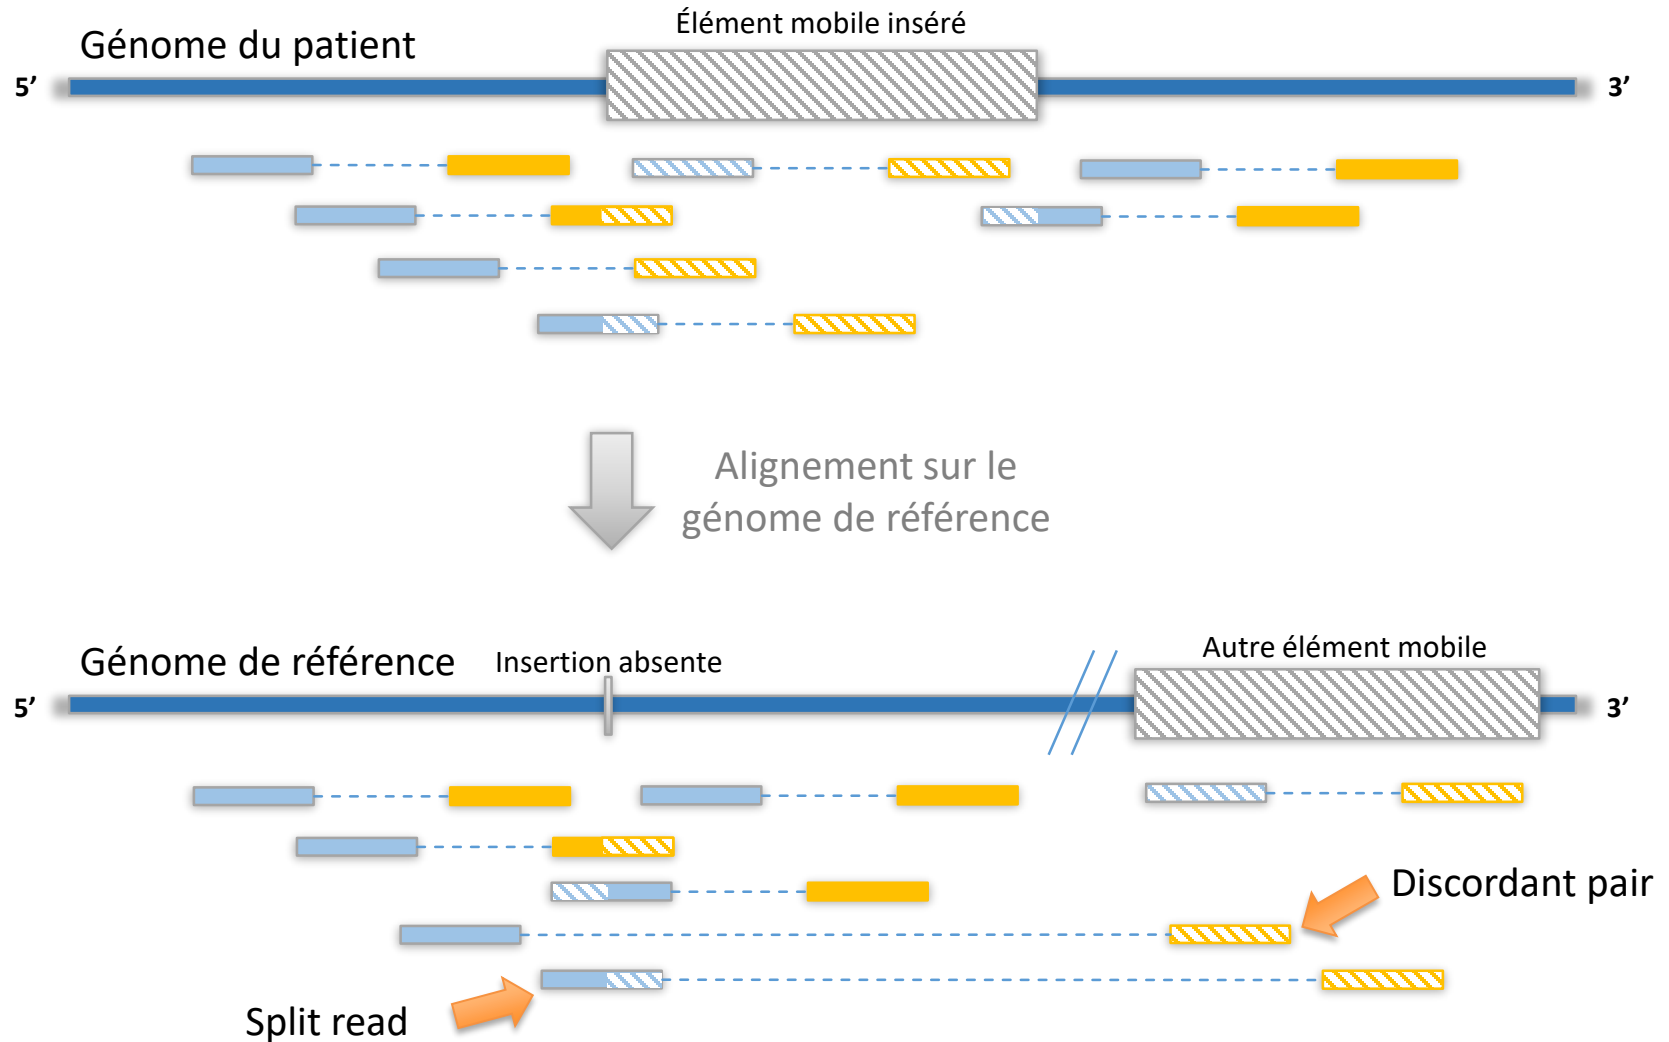 Élément mobile inséré
Génome du patient
5’
3’
Alignement sur le
génome de référence
Autre élément mobile
Génome de référence
Insertion absente
5’
3’
Discordant pair
Split read